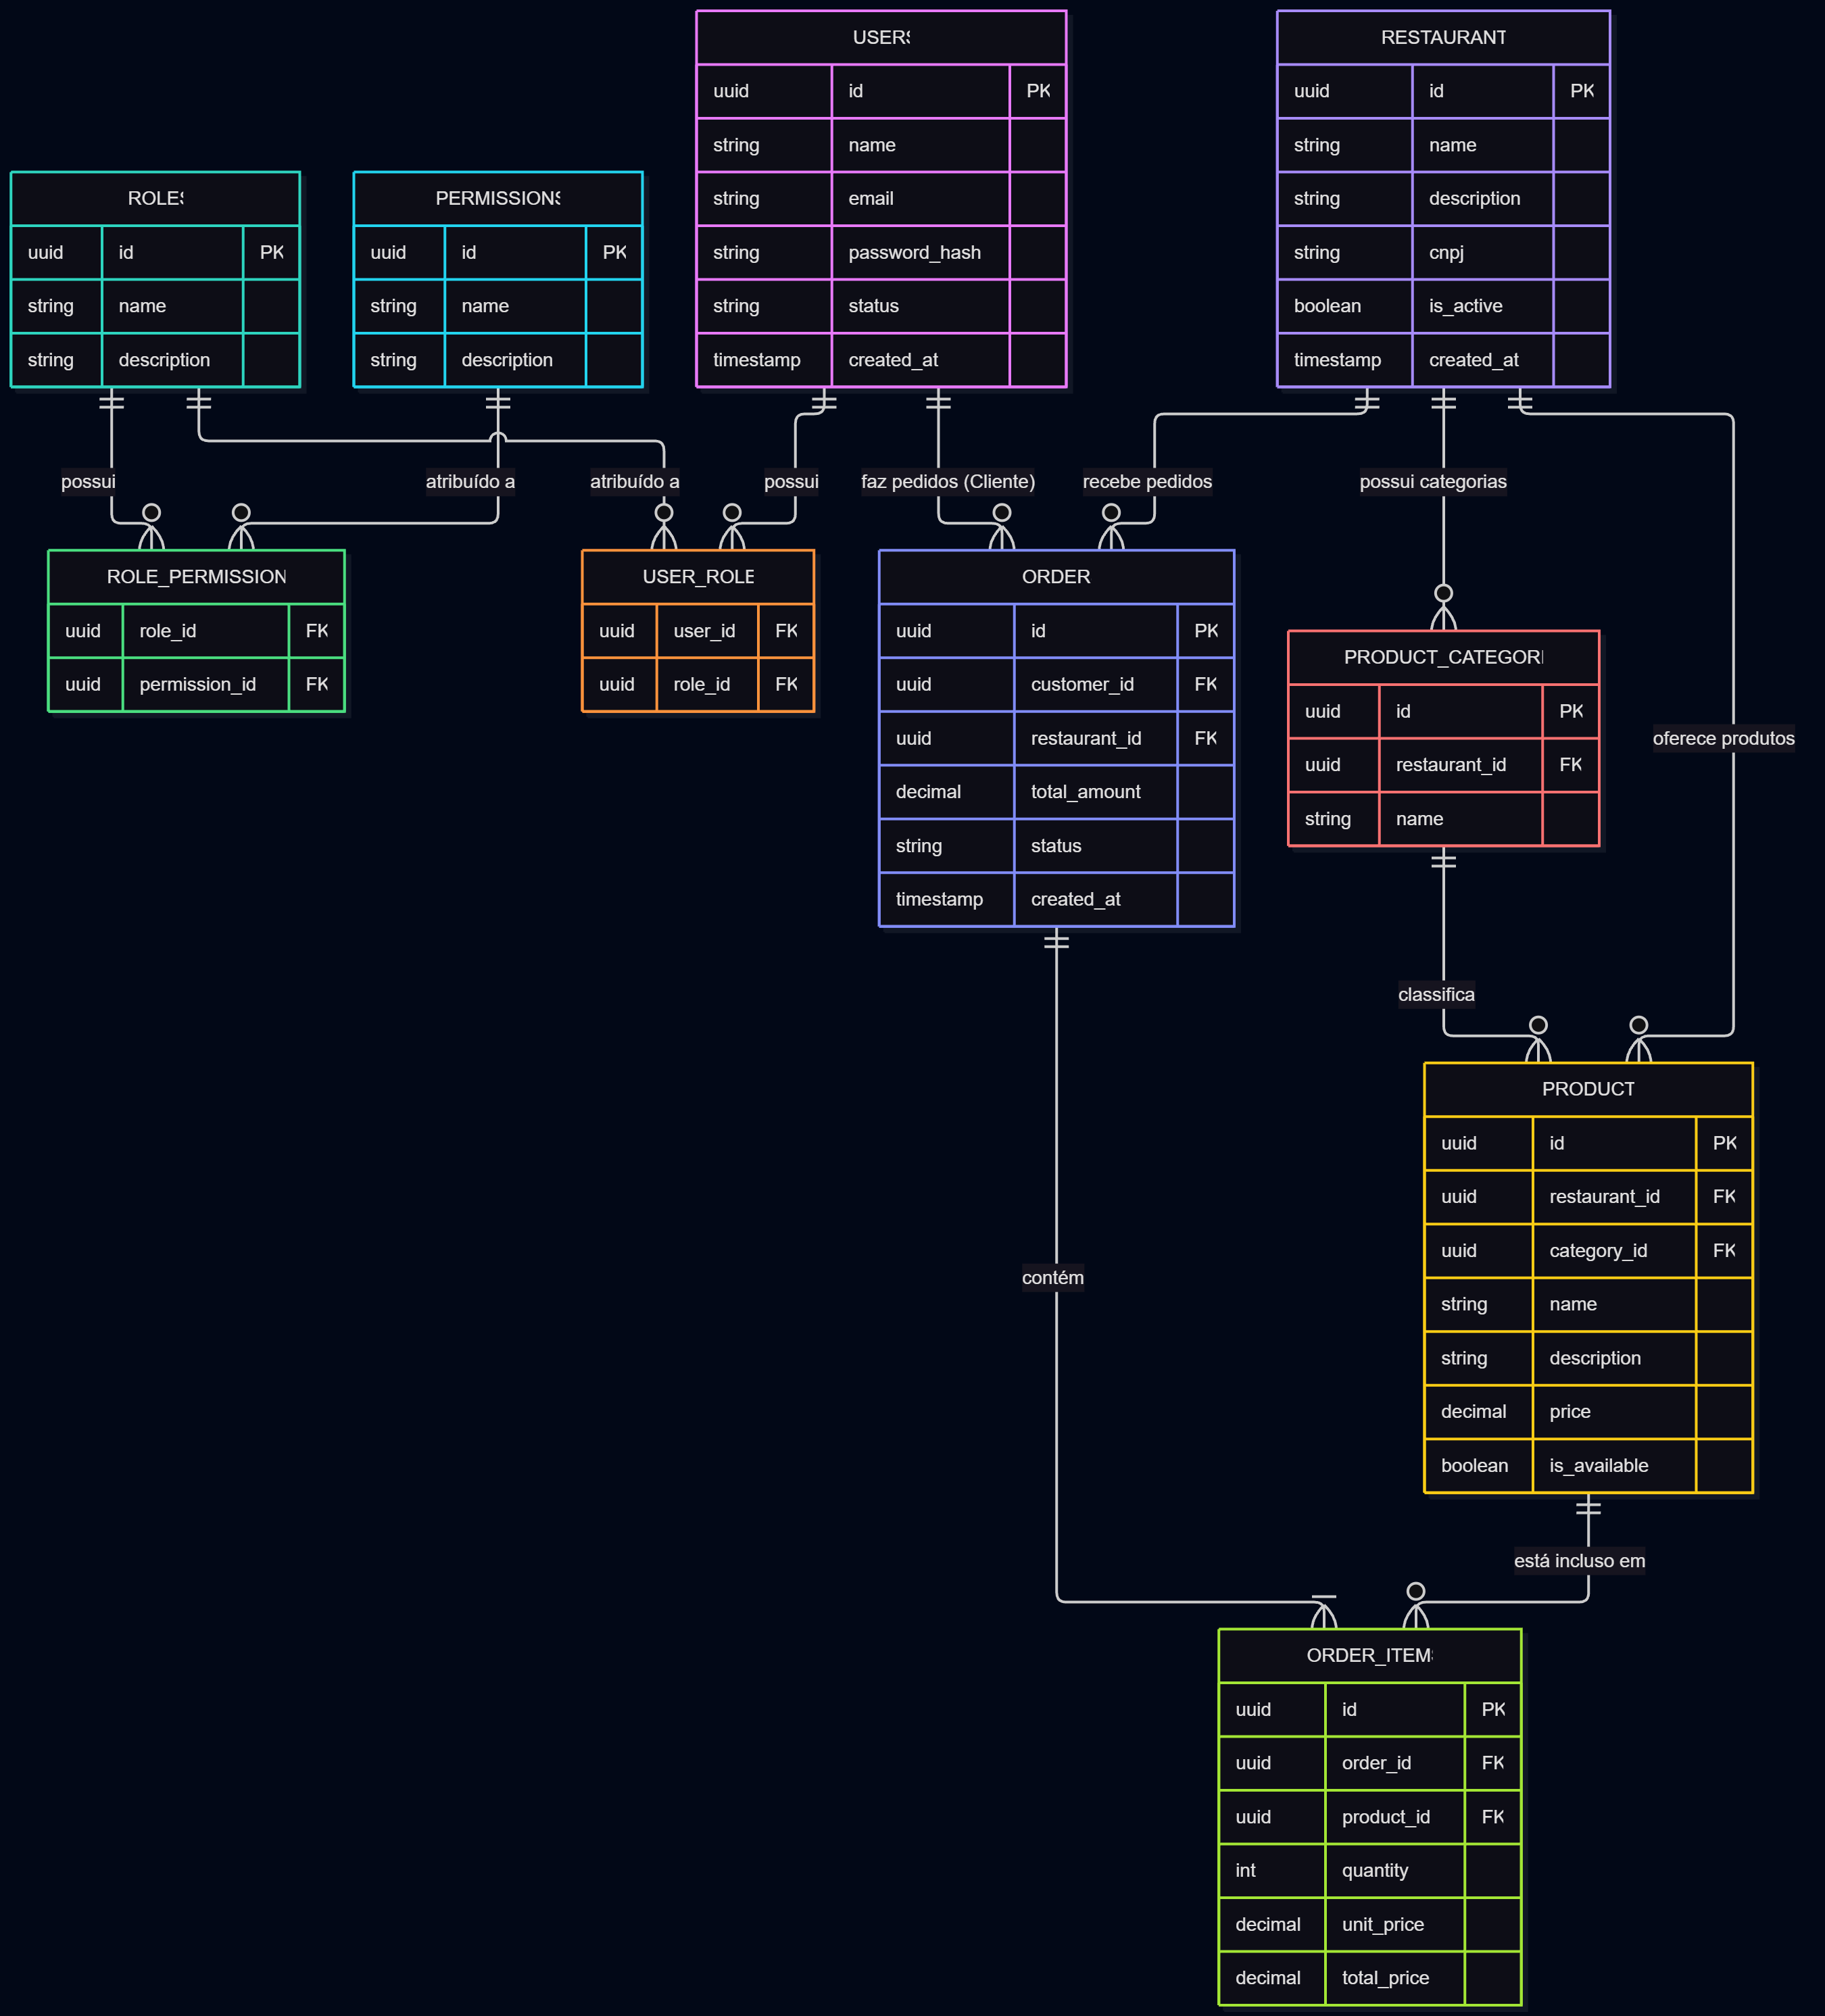 USERS
uuid id PK
string name
string email
string password_hash
string status
timestamp created_at
RESTAURANT
uuid id PK
string name
string description
string cnpj
boolean is_active
timestamp created_at
ROLES
uuid id PK
string name
string description
PERMISSIONS
uuid id PK
string name
string description
possui
atribuído a
atribuído a
possui
faz pedidos (Cliente)
recebe pedidos
possui categorias
ROLE_PERMISSION
uuid role_id FK
uuid permission_id FK
USER_ROLE
uuid user_id FK
uuid role_id FK
ORDER
uuid id PK
uuid customer_id FK
uuid restaurant_id FK
decimal total_amount
string status
timestamp created_at
PRODUCT_CATEGORI
uuid id PK
uuid restaurant_id FK
string name
oferece produtos
classifica
PRODUCT
uuid id PK
uuid restaurant_id FK
uuid category_id FK
string name
string description
decimal price
boolean is_available
contém
está incluso em
ORDER_ITEMS
uuid id PK
uuid order_id FK
uuid product_id FK
int quantity
decimal unit_price
decimal total_price